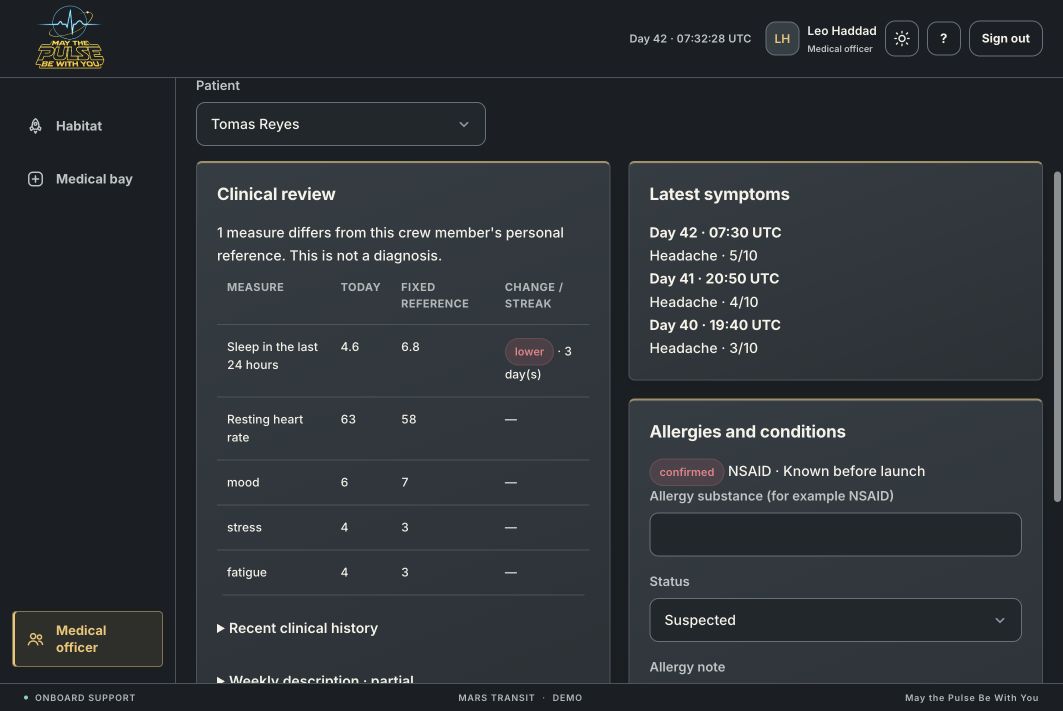 MAY THE
PULSE
BE WITH YOU
Day 42 · 07:32:28 UTC
LH
Leo Haddad
Medical officer
?
Sign out
Habitat
Medical bay
Medical
officer
Patient
Tomas Reyes
Clinical review
1 measure differs from this crew member's personal
reference. This is not a diagnosis.
MEASURE TODAY FIXED REFERENCE CHANGE / STREAK
Sleep in the last 24 hours 4.6 6.8 lower · 3 day(s)
Resting heart rate 63 58 —
mood 6 7 —
stress 4 3 —
fatigue 4 3 —
Recent clinical history
Weekly description · partial
Latest symptoms
Day 42 · 07:30 UTC
Headache · 5/10
Day 41 · 20:50 UTC
Headache · 4/10
Day 40 · 19:40 UTC
Headache · 3/10
Allergies and conditions
confirmed NSAID · Known before launch
Allergy substance (for example NSAID)
Status
Suspected
Allergy note
ONBOARD SUPPORT
MARS TRANSIT · DEMO
May the Pulse Be With You